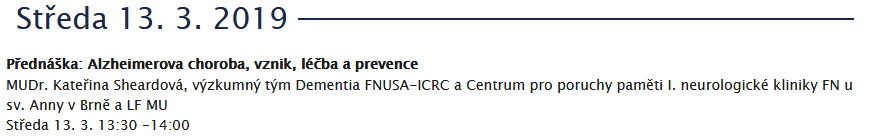 Středa 13. 3. 2019
Přednáška: Alzheimerova choroba, vznik, léčba a prevence
MUDr. Kateřina Sheardová, výzkumný tým Dementia FNUSA-ICRC a Centrum pro poruchy paměti I. neurologické kliniky FN u
sv. Anny v Brně a LF MU
Středa 13. 3. 13:30 -14:00